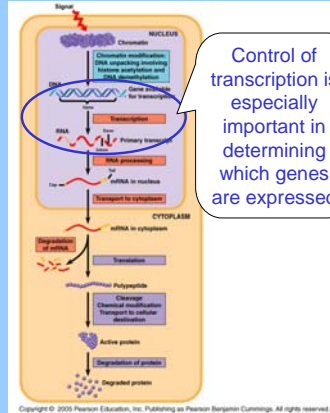 Signal
NUCLEUS
Chromatin
Chromatin modification:
DNA unpacking involving
histone acetylation and
DNA demethylation
DNA
Gene available
for transcription
Gene
Transcription
RNA
Exon
Primary transcript
Intron
RNA processing
Tail
Cap
mRNA in nucleus
Transport to cytoplasm
CYTOPLASM
mRNA in cytoplasm
Degradation
of mRNA
Translation
Polypeptide
Cleavage
Chemical modification
Transport to cellular
destination
Active protein
Degradation of protein
Degraded protein
Control of
transcription is
especially
important in
determining
which genes
are expressed
Copyright © 2005 Pearson Education, Inc. Publishing as Pearson Benjamin Cummings. All rights reserved.